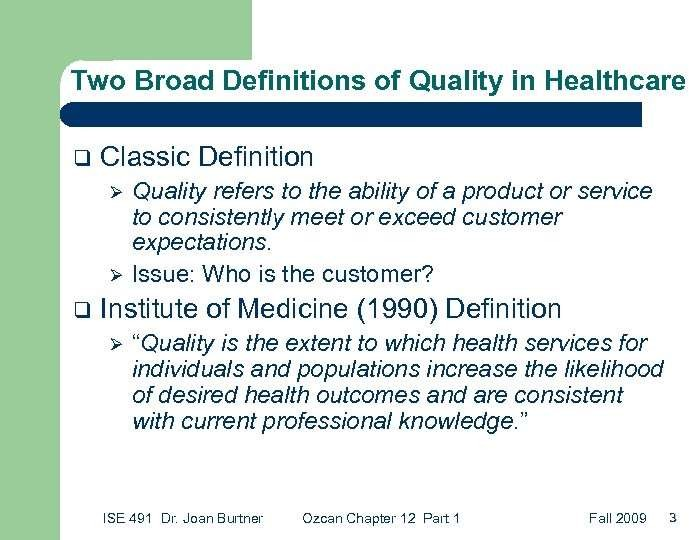 Two Broad Definitions of Quality in Healthcare
❑ Classic Definition
➢ Quality refers to the ability of a product or service
to consistently meet or exceed customer
expectations.
➢ Issue: Who is the customer?
❑ Institute of Medicine (1990) Definition
➢ “Quality is the extent to which health services for
individuals and populations increase the likelihood
of desired health outcomes and are consistent
with current professional knowledge.”
ISE 491 Dr. Joan Burtner Ozcan Chapter 12 Part 1 Fall 2009 3